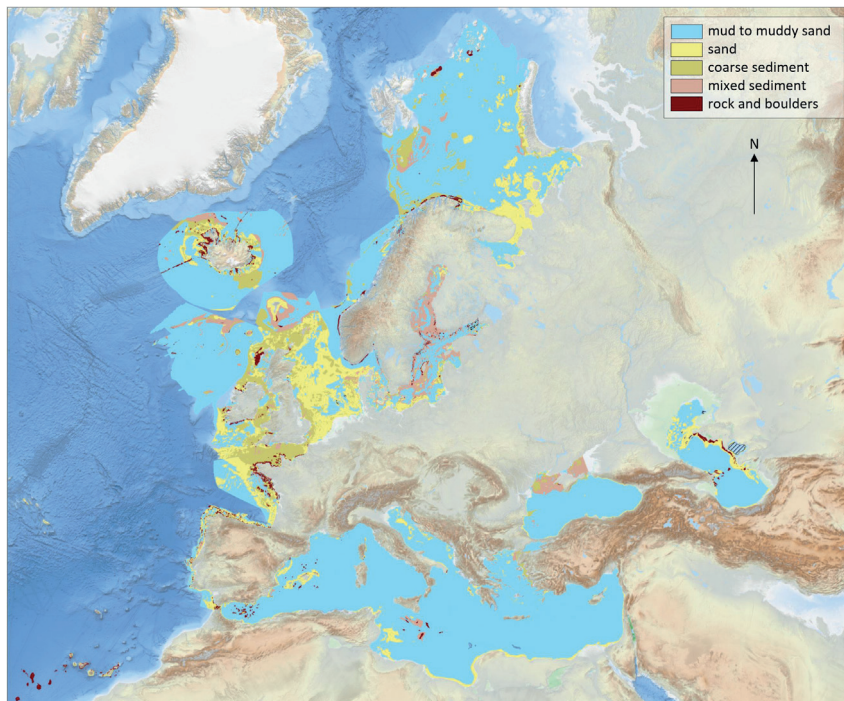 mud to muddy sand
sand
coarse sediment
mixed sediment
rock and boulders
N